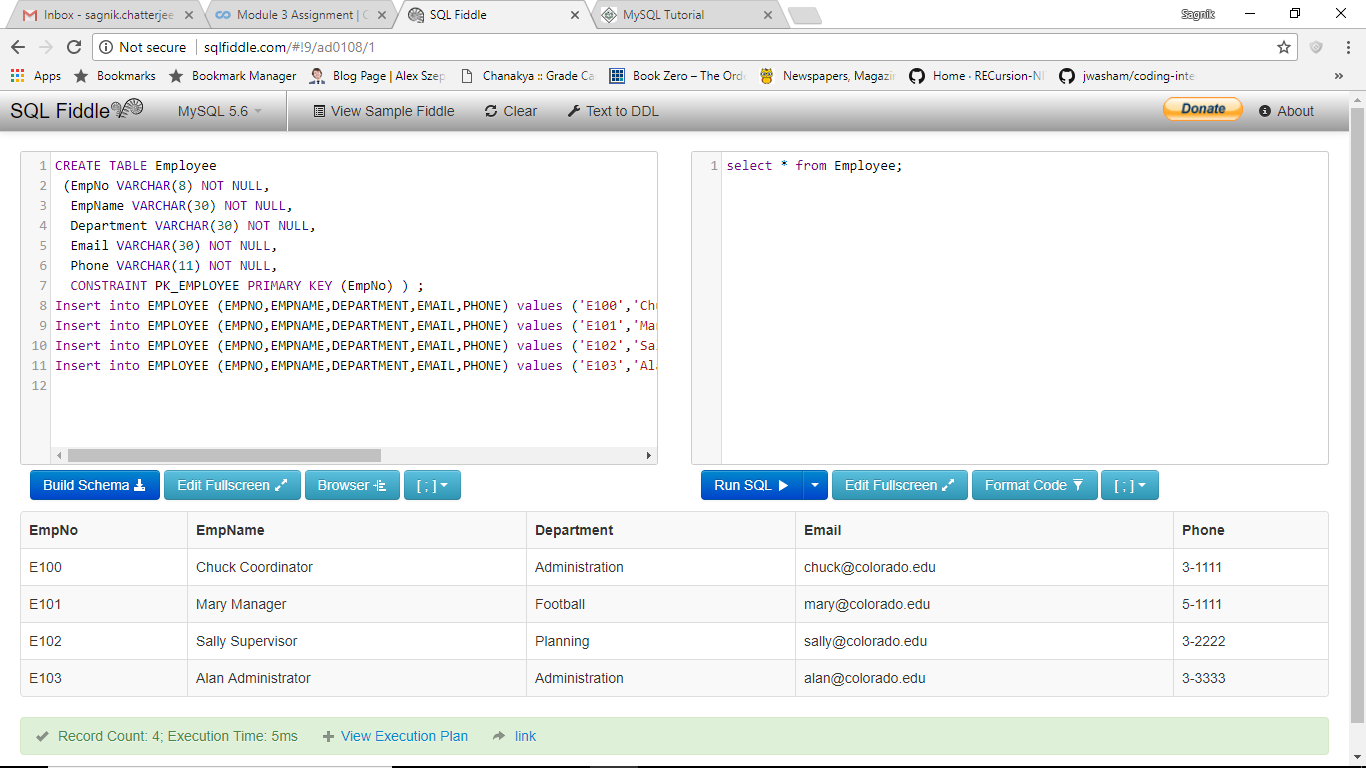 Inbox - sagnik.chatterjee
Module 3 Assignment | C
SQL Fiddle
MySQL Tutorial
Sagnik
Not secure
sqlfiddle.com/#!9/ad0108/1
Apps
Bookmarks
Bookmark Manager
Blog Page | Alex Szep
Chanakya :: Grade Ca
Book Zero – The Ord
Newspapers, Magazin
Home · RECursion-NI
jwasham/coding-inte
»
SQL Fiddle
MySQL 5.6
View Sample Fiddle
Clear
Text to DDL
Donate
About
1 CREATE TABLE Employee
2 (EmpNo VARCHAR(8) NOT NULL,
3 EmpName VARCHAR(30) NOT NULL,
4 Department VARCHAR(30) NOT NULL,
5 Email VARCHAR(30) NOT NULL,
6 Phone VARCHAR(11) NOT NULL,
7 CONSTRAINT PK_EMPLOYEE PRIMARY KEY (EmpNo) ) ;
8 Insert into EMPLOYEE (EMPNO,EMPNAME,DEPARTMENT,EMAIL,PHONE) values ('E100','Chu
9 Insert into EMPLOYEE (EMPNO,EMPNAME,DEPARTMENT,EMAIL,PHONE) values ('E101','Mar
10 Insert into EMPLOYEE (EMPNO,EMPNAME,DEPARTMENT,EMAIL,PHONE) values ('E102','Sal
11 Insert into EMPLOYEE (EMPNO,EMPNAME,DEPARTMENT,EMAIL,PHONE) values ('E103','Ala
12
1 select * from Employee;
Build Schema
Edit Fullscreen
Browser
[ ; ]
Run SQL
Edit Fullscreen
Format Code
[ ; ]
EmpNo EmpName Department Email Phone
E100 Chuck Coordinator Administration chuck@colorado.edu 3-1111
E101 Mary Manager Football mary@colorado.edu 5-1111
E102 Sally Supervisor Planning sally@colorado.edu 3-2222
E103 Alan Administrator Administration alan@colorado.edu 3-3333
Record Count: 4; Execution Time: 5ms
View Execution Plan
link